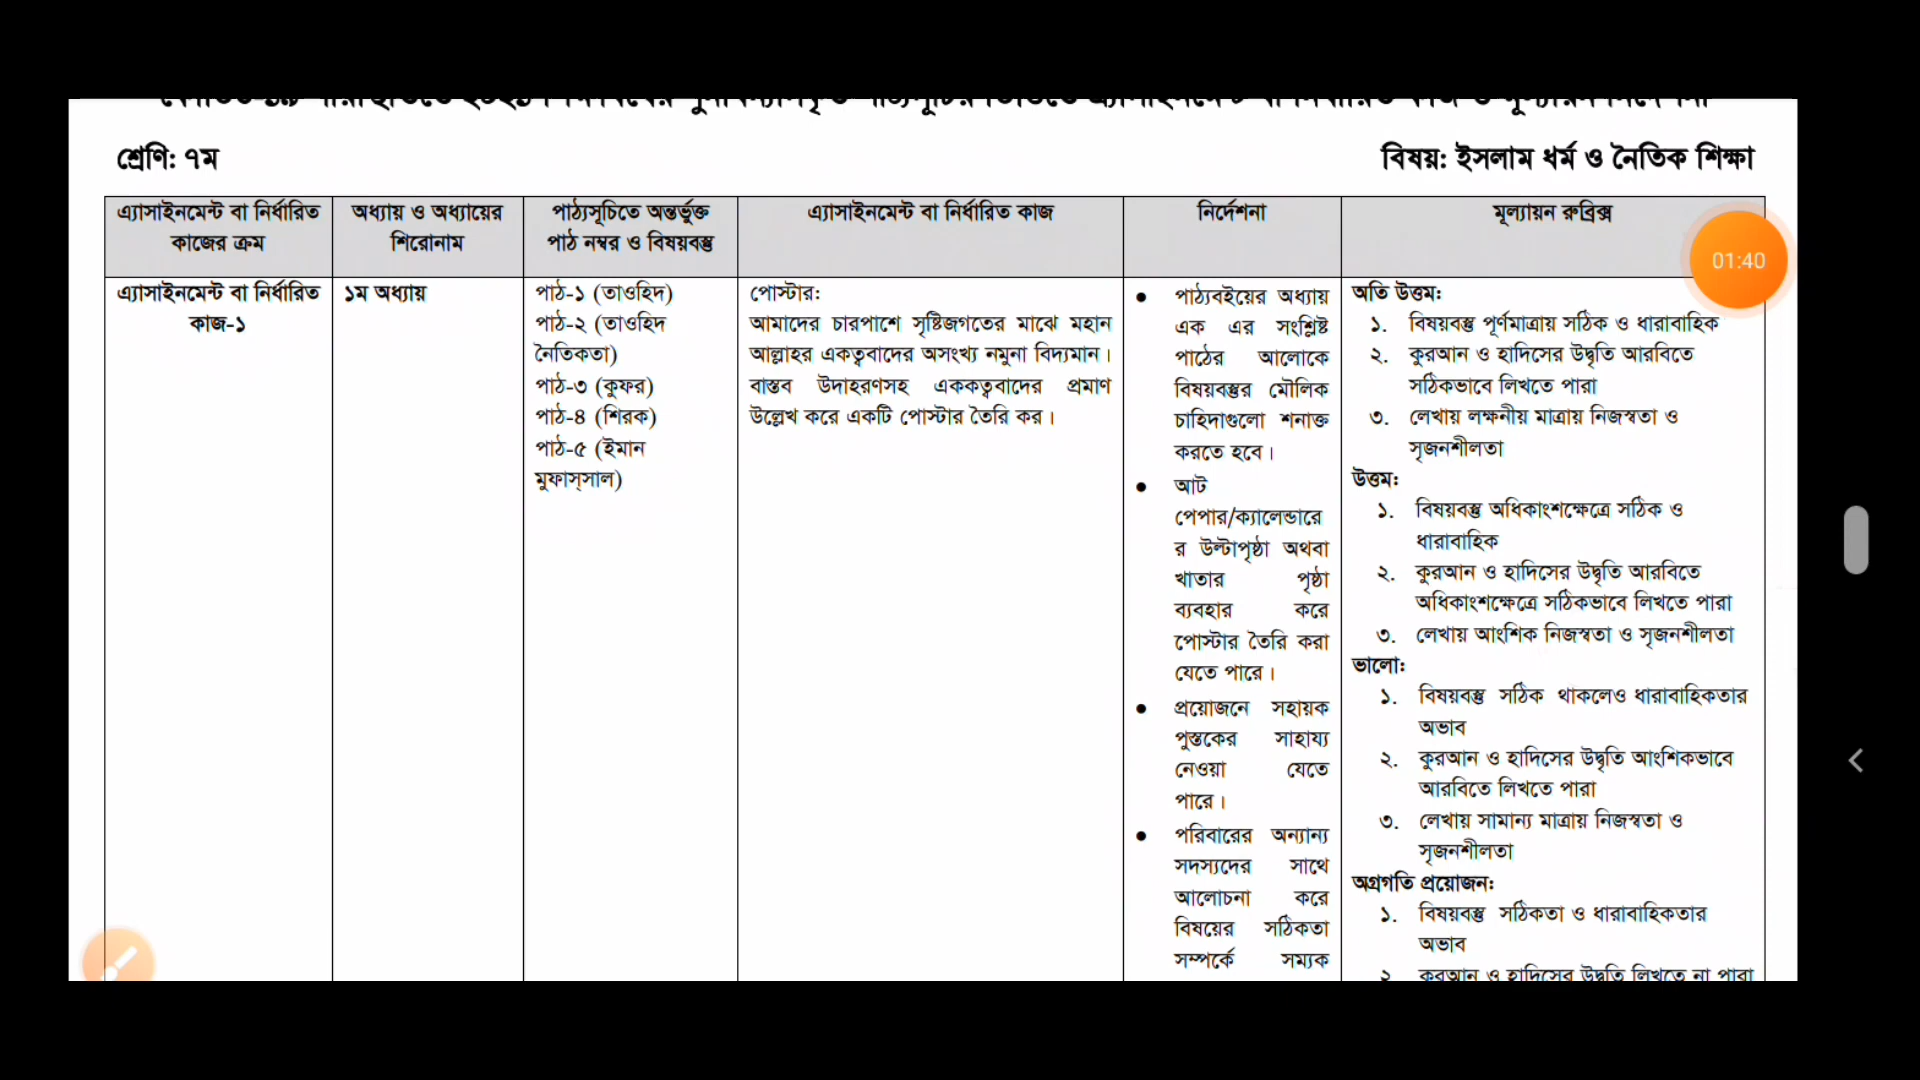 শ্রেণি: ৭ম
বিষয়: ইসলাম ধর্ম ও নৈতিক শিক্ষা
এ্যাসাইনমেন্ট বা নির্ধারিত
কাজের ক্রম
অধ্যায় ও অধ্যায়ের
শিরোনাম
পাঠ্যসূচিতে অন্তর্ভুক্ত
পাঠ নম্বর ও বিষয়বস্তু
এ্যাসাইনমেন্ট বা নির্ধারিত কাজ
নির্দেশনা
মূল্যায়ন রুব্রিক্স
01:40
এ্যাসাইনমেন্ট বা নির্ধারিত
কাজ-১
১ম অধ্যায়
পাঠ-১ (তাওহিদ)
পাঠ-২ (তাওহিদ
নৈতিকতা)
পাঠ-৩ (কুফর)
পাঠ-৪ (শিরক)
পাঠ-৫ (ইমান
মুফাস্‌সাল)
পোস্টার:
আমাদের চারপাশে সৃষ্টিজগতের মাঝে মহান
আল্লাহর একত্ববাদের অসংখ্য নমুনা বিদ্যমান।
বাস্তব উদাহরণসহ এককত্ববাদের প্রমাণ
উল্লেখ করে একটি পোস্টার তৈরি কর।
● পাঠ্যবইয়ের অধ্যায়
এক এর সংশ্লিষ্ট
পাঠের আলোকে
বিষয়বস্তুর মৌলিক
চাহিদাগুলো শনাক্ত
করতে হবে।
● আট
পেপার/ক্যালেন্ডারে
র উল্টাপৃষ্ঠা অথবা
খাতার পৃষ্ঠা
ব্যবহার করে
পোস্টার তৈরি করা
যেতে পারে।
● প্রয়োজনে সহায়ক
পুস্তকের সাহায্য
নেওয়া যেতে
পারে।
● পরিবারের অন্যান্য
সদস্যদের সাথে
আলোচনা করে
বিষয়ের সঠিকতা
সম্পর্কে সম্যক
অতি উত্তম:
১. বিষয়বস্তু পূর্ণমাত্রায় সঠিক ও ধারাবাহিক
২. কুরআন ও হাদিসের উদ্বৃতি আরবিতে
সঠিকভাবে লিখতে পারা
৩. লেখায় লক্ষনীয় মাত্রায় নিজস্বতা ও
সৃজনশীলতা
উত্তম:
১. বিষয়বস্তু অধিকাংশক্ষেত্রে সঠিক ও
ধারাবাহিক
২. কুরআন ও হাদিসের উদ্বৃতি আরবিতে
অধিকাংশক্ষেত্রে সঠিকভাবে লিখতে পারা
৩. লেখায় আংশিক নিজস্বতা ও সৃজনশীলতা
ভালো:
১. বিষয়বস্তু সঠিক থাকলেও ধারাবাহিকতার
অভাব
২. কুরআন ও হাদিসের উদ্বৃতি আংশিকভাবে
আরবিতে লিখতে পারা
৩. লেখায় সামান্য মাত্রায় নিজস্বতা ও
সৃজনশীলতা
অগ্রগতি প্রয়োজন:
১. বিষয়বস্তু সঠিকতা ও ধারাবাহিকতার
অভাব
২. কুরআন ও হাদিসের উদ্বৃতি লিখতে না পারা